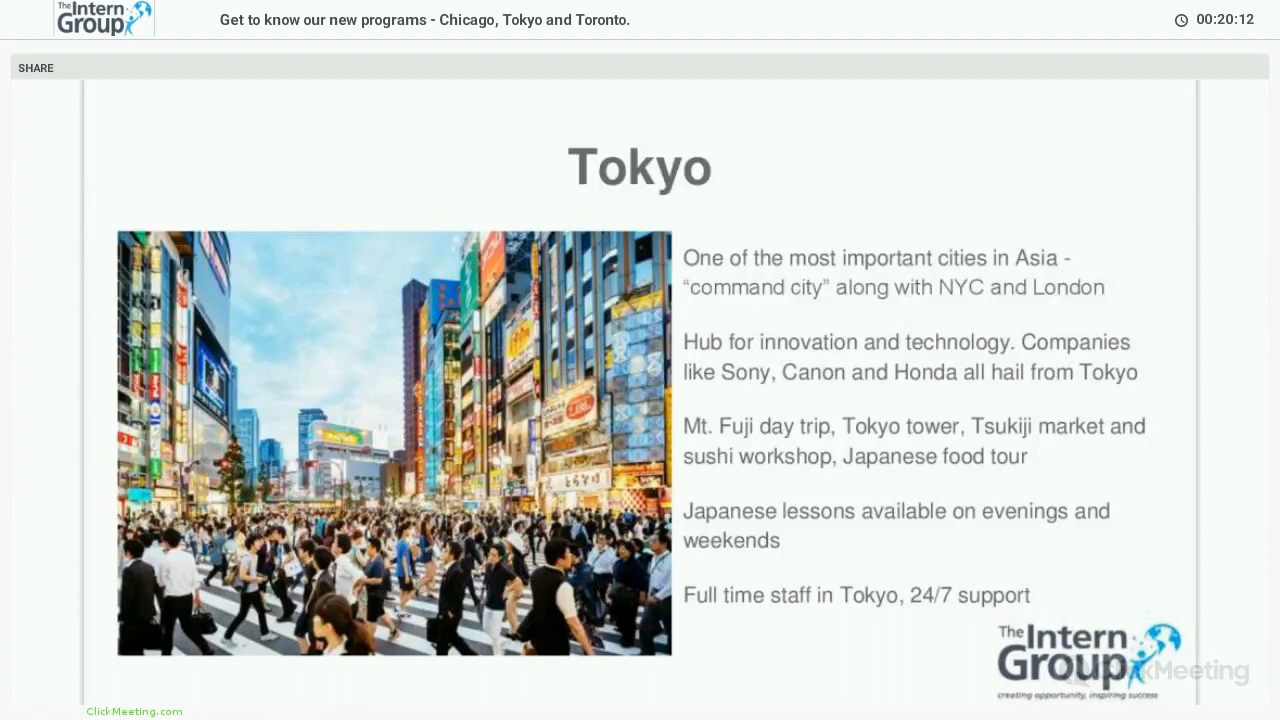 The Intern Group
Get to know our new programs - Chicago, Tokyo and Toronto.
00:20:12
SHARE
Tokyo
One of the most important cities in Asia -
“command city” along with NYC and London
Hub for innovation and technology. Companies
like Sony, Canon and Honda all hail from Tokyo
Mt. Fuji day trip, Tokyo tower, Tsukiji market and
sushi workshop, Japanese food tour
Japanese lessons available on evenings and
weekends
Full time staff in Tokyo, 24/7 support
The Intern
Group
ClickMeeting
creating opportunity, inspiring success
ClickMeeting.com